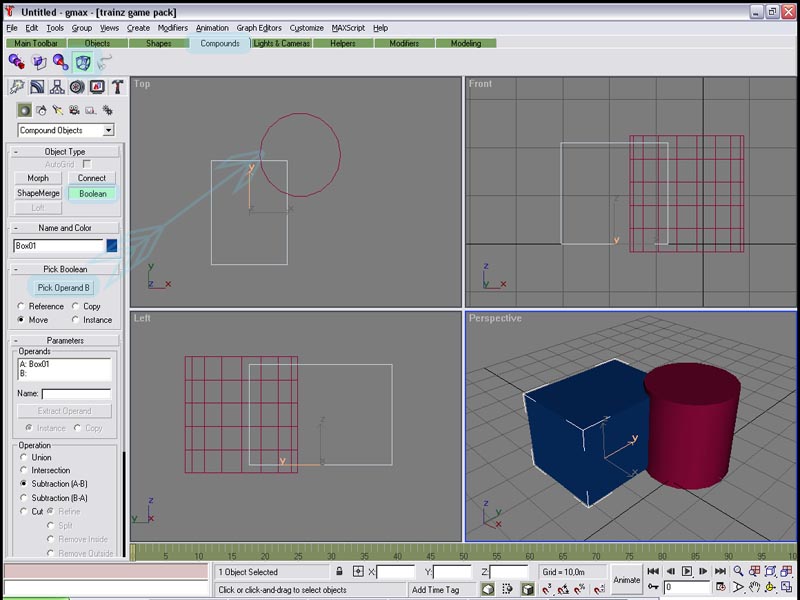 Untitled - gmax - [trainz game pack]
File Edit Tools Group Views Create Modifiers Animation Graph Editors Customize MAXScript Help
Main Toolbar Objects Shapes Compounds Lights & Cameras Helpers Modifiers Modeling
Compound Objects
- Object Type
AutoGrid
Morph Connect
ShapeMerge Boolean
Loft
- Name and Color
Box01
- Pick Boolean
Pick Operand B
Reference Copy
Move Instance
- Parameters
Operands
A: Box01
B:
Name:
Extract Operand
Instance Copy
Operation
Union
Intersection
Subtraction (A-B)
Subtraction (B-A)
Cut Refine
Split
Remove Inside
Remove Outside
Top
y
z x
y
z x
Front
z
y
z
y x
Left
z
y x
z
y x
Perspective
z
y
x
z
y
x
5 10 15 20 25 30 35 40 45 50 55 60 65 70 75 80 85 90 95 100
1 Object Selected X: Y: Z: Grid = 10,0m
Click or click-and-drag to select objects Add Time Tag
Animate
0